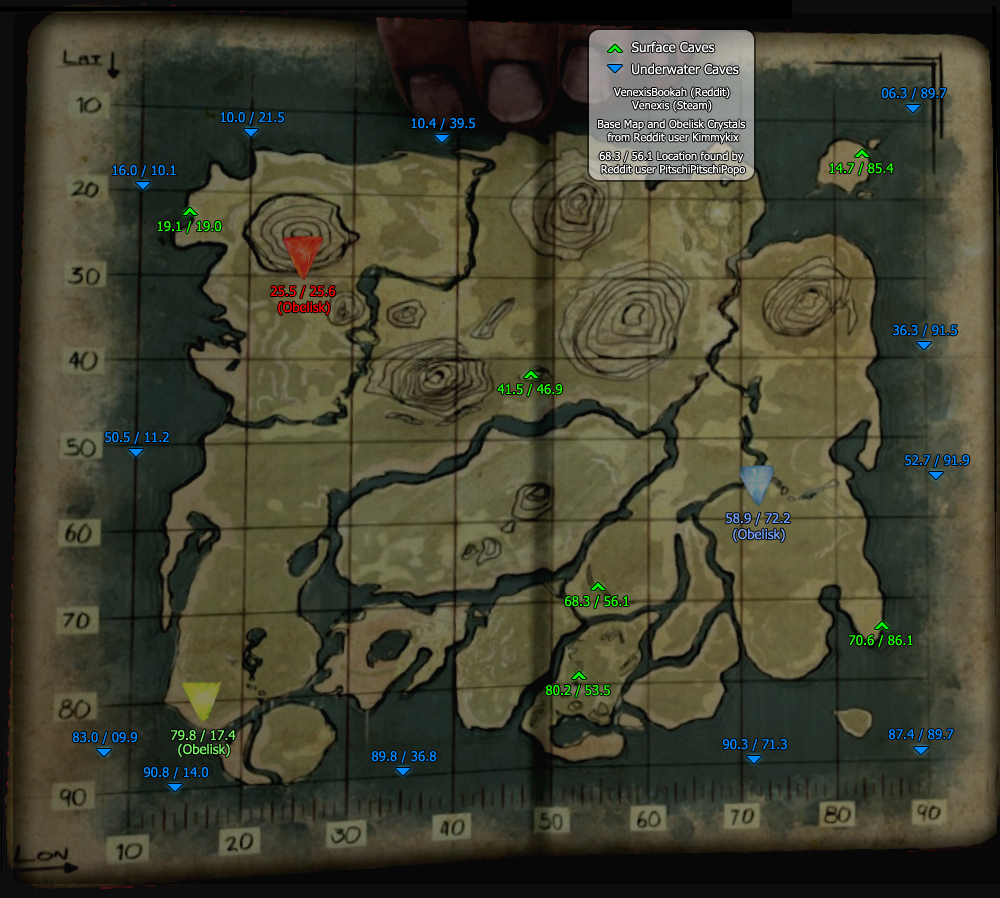 LAT
Surface Caves
Underwater Caves
VenexisBookah (Reddit)
Venexis (Steam)
Base Map and Obelisk Crystals
from Reddit user Kimmykix
68.3 / 56.1 Location found by
Reddit user PitschiPitschiPopo
06.3 / 89.7
10
10.0 / 21.5
10.4 / 39.5
16.0 / 10.1
14.7 / 85.4
20
19.1 / 19.0
30
25.5 / 25.6
(Obelisk)
36.3 / 91.5
40
41.5 / 46.9
50
50.5 / 11.2
52.7 / 91.9
58.9 / 72.2
(Obelisk)
60
68.3 / 56.1
70
70.6 / 86.1
80.2 / 53.5
80
83.0 / 09.9
79.8 / 17.4
(Obelisk)
87.4 / 89.7
90.3 / 71.3
89.8 / 36.8
90.8 / 14.0
90
LON
10
20
30
40
50
60
70
80
90